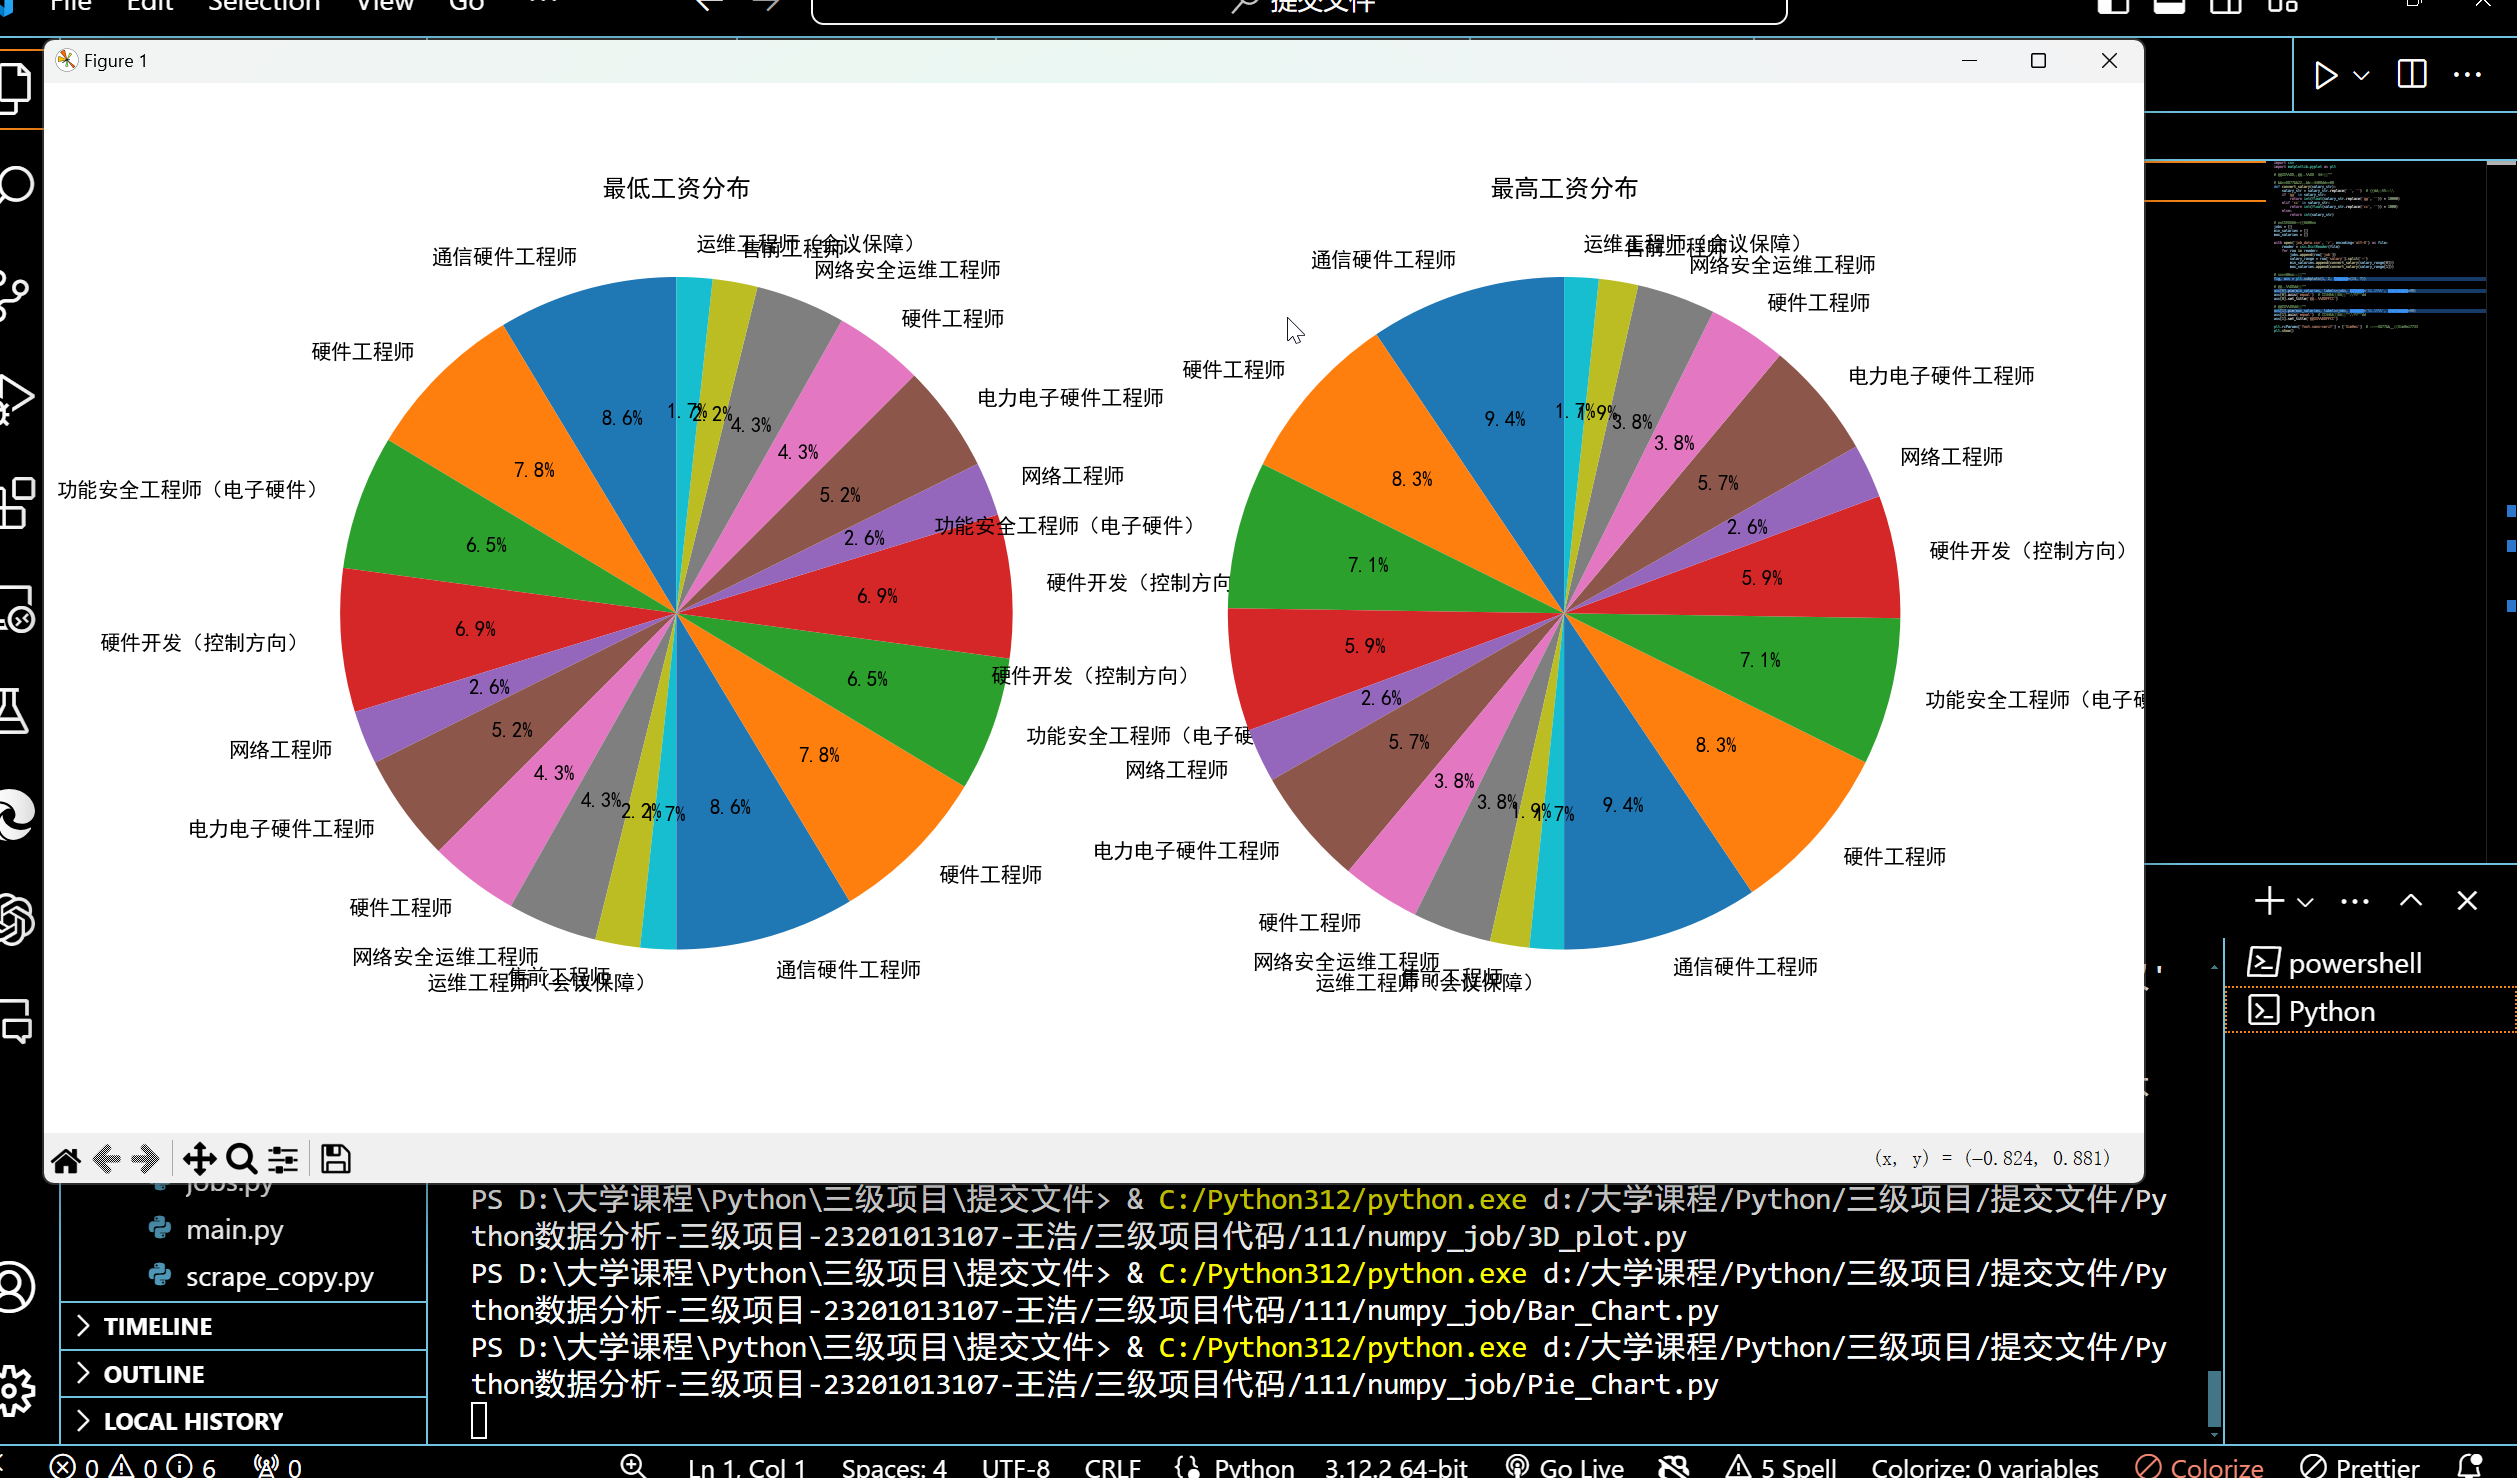 File Edit Selection View Go ...
提交文件
Figure 1
最低工资分布
运维工程师（会议保障）
售前工程师
通信硬件工程师
网络安全运维工程师
硬件工程师
硬件工程师
电力电子硬件工程师
网络工程师
功能安全工程师（电子硬件）
硬件开发（控制方向
硬件开发（控制方向）
功能安全工程师（电子硬
网络工程师
电力电子硬件工程师
硬件工程师
硬件工程师
网络安全运维工程师
售前工程师
运维工程师（会议保障）
通信硬件工程师
8.6%
1.7%
2.2%
4.3%
4.3%
7.8%
5.2%
2.6%
6.5%
6.9%
6.9%
6.5%
2.6%
5.2%
7.8%
4.3%
4.3%
2.2%
1.7%
8.6%
最高工资分布
运维工程师（会议保障）
售前工程师
通信硬件工程师
网络安全运维工程师
硬件工程师
硬件工程师
电力电子硬件工程师
网络工程师
功能安全工程师（电子硬件）
硬件开发（控制方向）
硬件开发（控制方向）
功能安全工程师（电子硬
网络工程师
电力电子硬件工程师
硬件工程师
硬件工程师
网络安全运维工程师
售前工程师
运维工程师（会议保障）
通信硬件工程师
9.4%
1.7%
1.9%
3.8%
3.8%
8.3%
5.7%
2.6%
7.1%
5.9%
5.9%
7.1%
2.6%
5.7%
8.3%
3.8%
3.8%
1.9%
1.7%
9.4%
(x, y) = (−0.824, 0.881)
powershell
Python
jobs.py
main.py
scrape_copy.py
TIMELINE
OUTLINE
LOCAL HISTORY
PS D:\大学课程\Python\三级项目\提交文件> & C:/Python312/python.exe d:/大学课程/Python/三级项目/提交文件/Py
thon数据分析-三级项目-23201013107-王浩/三级项目代码/111/numpy_job/3D_plot.py
PS D:\大学课程\Python\三级项目\提交文件> & C:/Python312/python.exe d:/大学课程/Python/三级项目/提交文件/Py
thon数据分析-三级项目-23201013107-王浩/三级项目代码/111/numpy_job/Bar_Chart.py
PS D:\大学课程\Python\三级项目\提交文件> & C:/Python312/python.exe d:/大学课程/Python/三级项目/提交文件/Py
thon数据分析-三级项目-23201013107-王浩/三级项目代码/111/numpy_job/Pie_Chart.py
0 0 6 0 Ln 1, Col 1 Spaces: 4 UTF-8 CRLF Python 3.12.2 64-bit Go Live 5 Spell Colorize: 0 variables Colorize Prettier